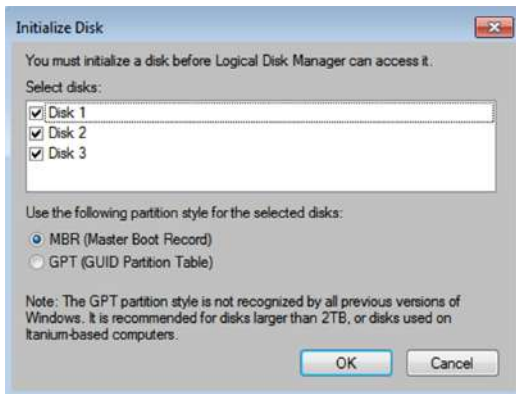 Initialize Disk
You must initialize a disk before Logical Disk Manager can access it.
Select disks:
Disk 1
Disk 2
Disk 3
Use the following partition style for the selected disks:
MBR (Master Boot Record)
GPT (GUID Partition Table)
Note: The GPT partition style is not recognized by all previous versions of
Windows. It is recommended for disks larger than 2TB, or disks used on
Itanium-based computers.
OK Cancel